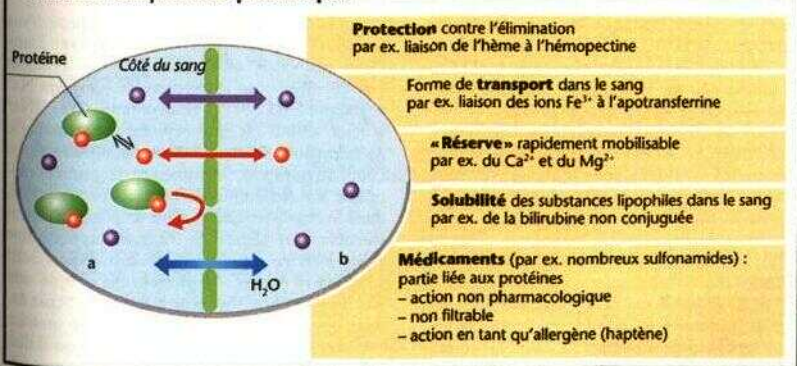 Protéine
Côté du sang
a
b
H₂O
Protection contre l'élimination
par ex. liaison de l'hème à l'hémopectine
Forme de transport dans le sang
par ex. liaison des ions Fe³⁺ à l'apotransferrine
«Réserve» rapidement mobilisable
par ex. du Ca²⁺ et du Mg²⁺
Solubilité des substances lipophiles dans le sang
par ex. de la bilirubine non conjuguée
Médicaments (par ex. nombreux sulfonamides) :
partie liée aux protéines
– action non pharmacologique
– non filtrable
– action en tant qu'allergène (haptène)